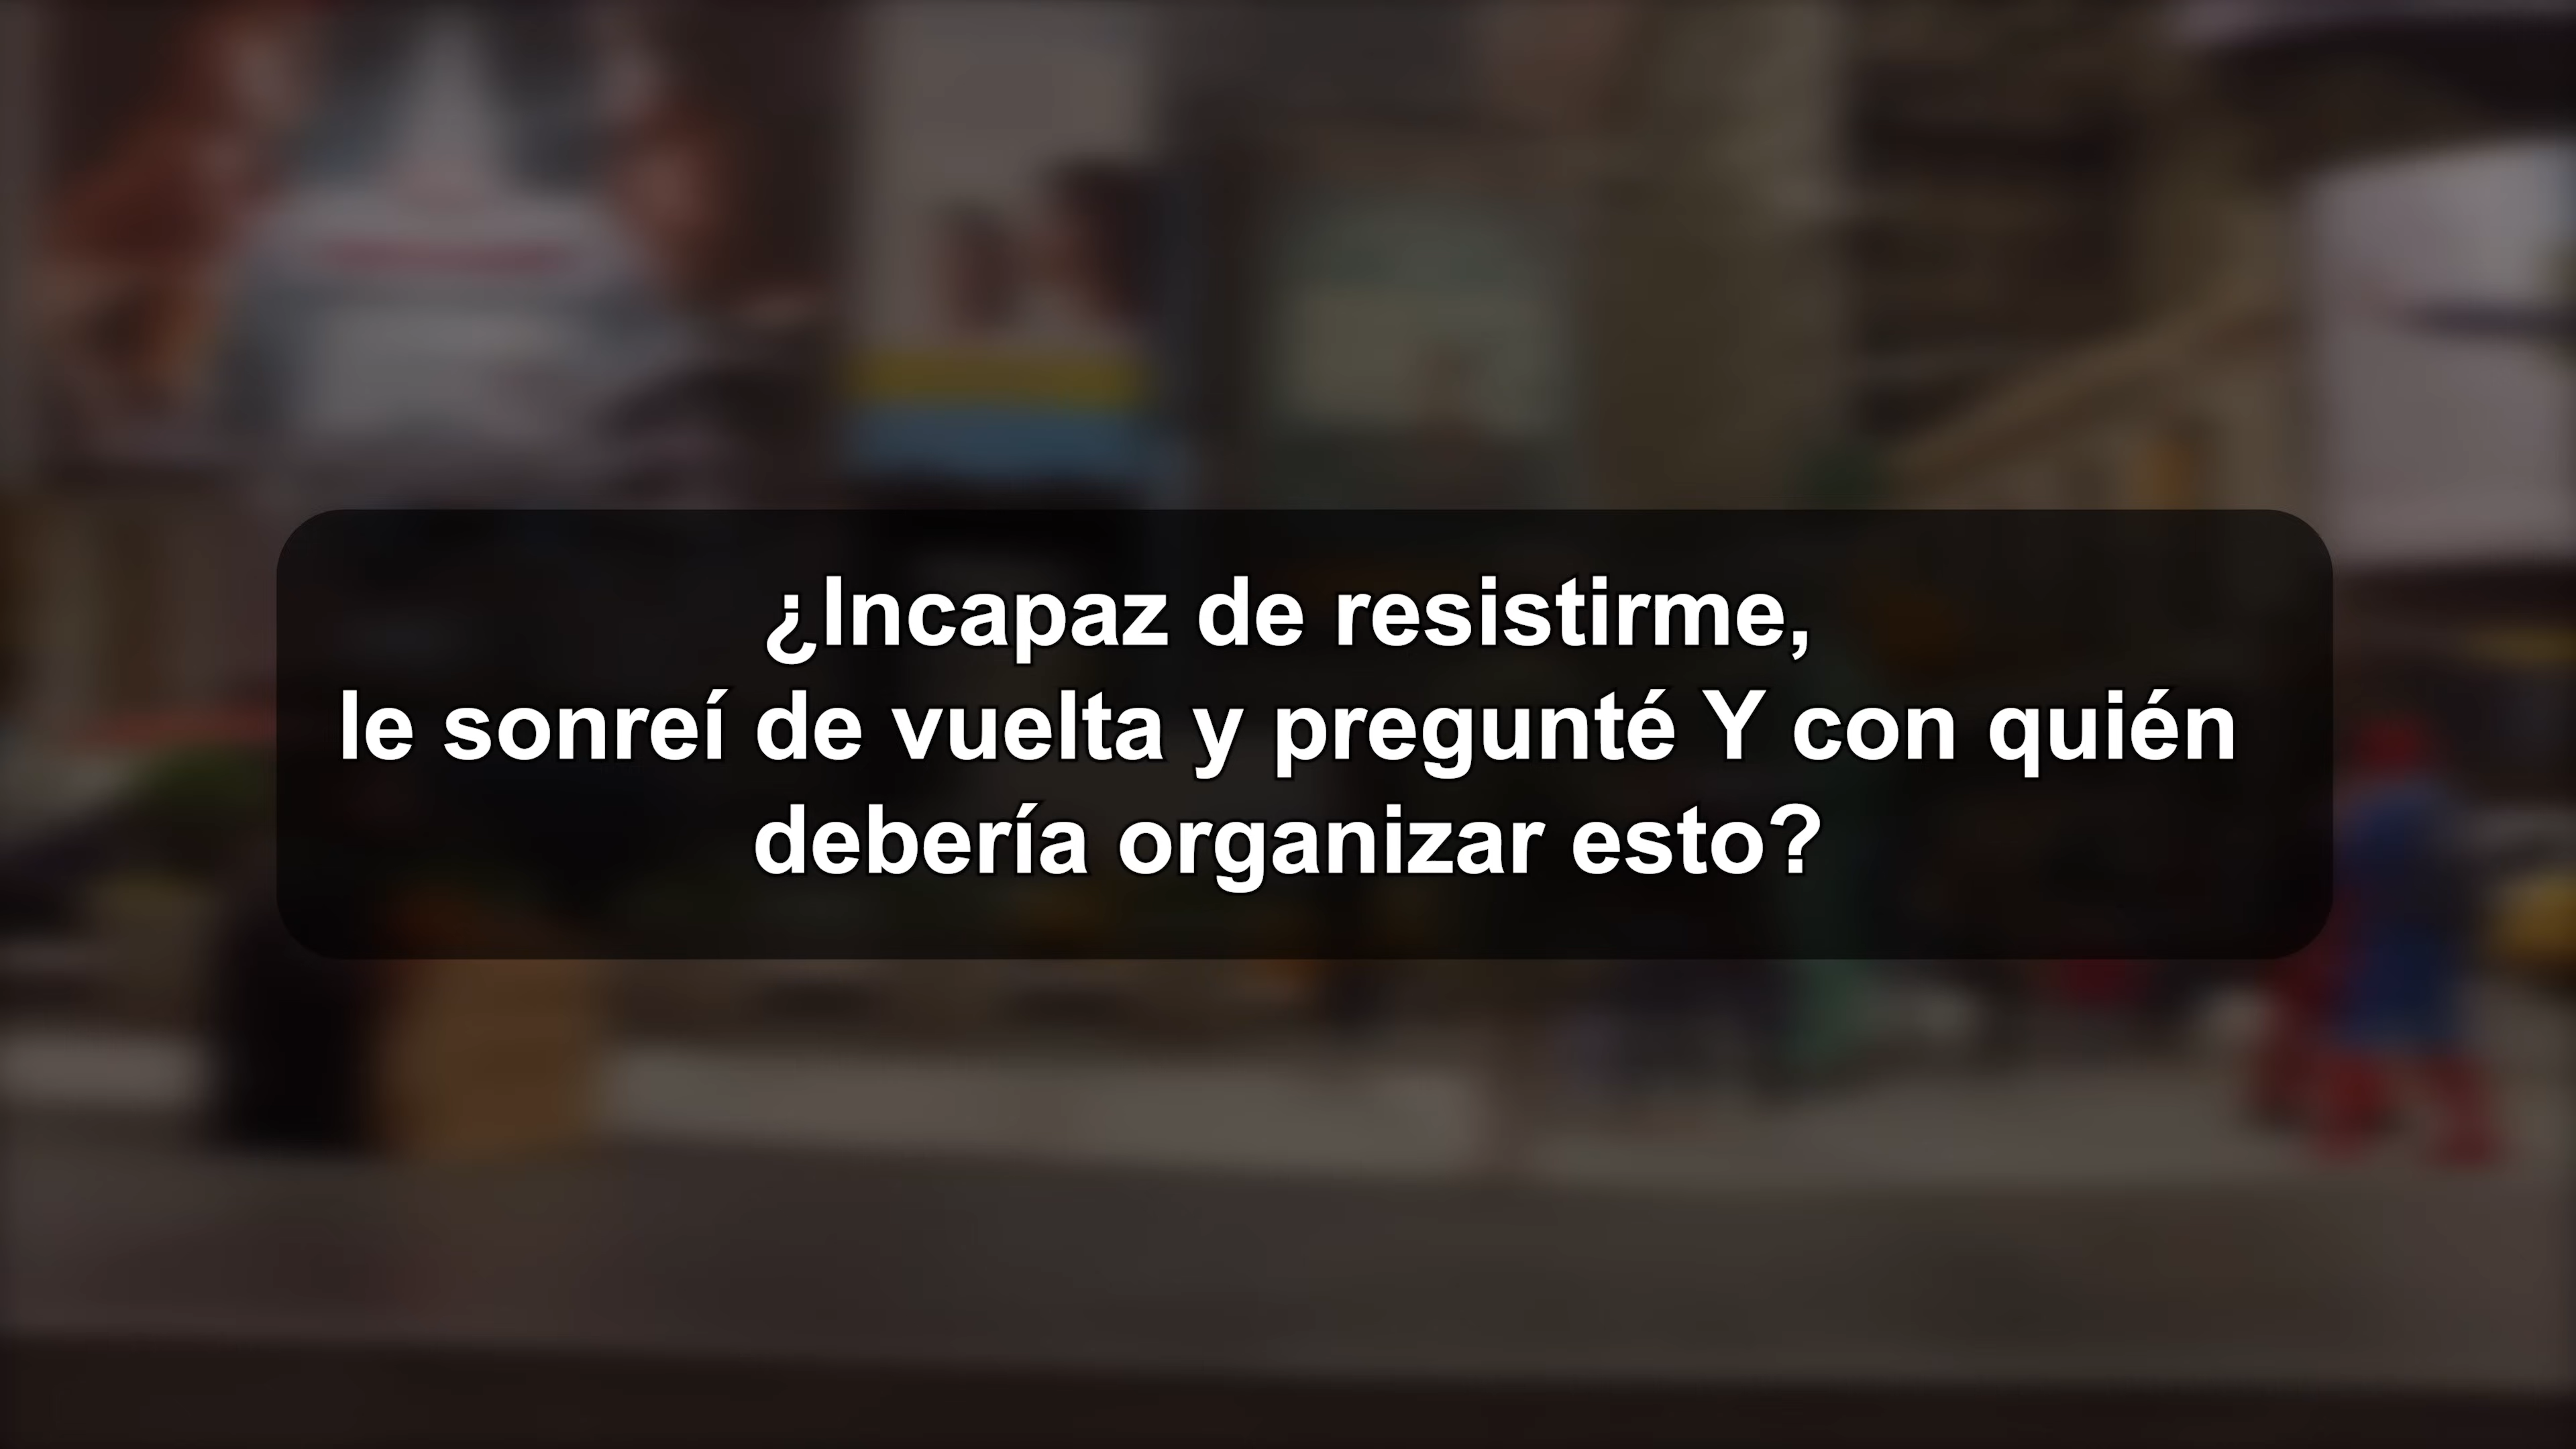 ¿Incapaz de resistirme,
le sonreí de vuelta y pregunté Y con quién
debería organizar esto?